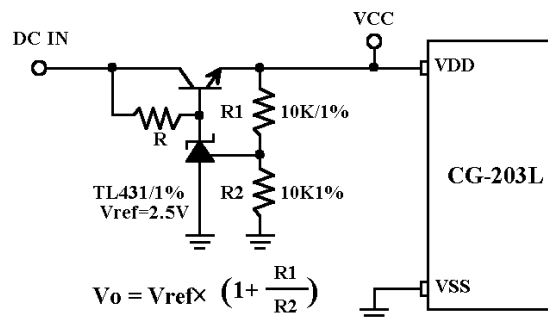 VCC
DC IN
VDD
R1 10K/1%
R
R2 10K1%
TL431/1%
Vref=2.5V
CG-203L
Vo = Vref× (1+ R1/R2)
VSS